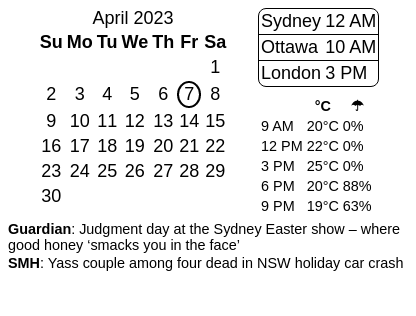 April 2023
Su Mo Tu We Th Fr Sa
1
2 3 4 5 6 7 8
9 10 11 12 13 14 15
16 17 18 19 20 21 22
23 24 25 26 27 28 29
30
Sydney 12 AM
Ottawa 10 AM
London 3 PM
°C ☂
9 AM 20°C 0%
12 PM 22°C 0%
3 PM 25°C 0%
6 PM 20°C 88%
9 PM 19°C 63%
Guardian: Judgment day at the Sydney Easter show – where
good honey ‘smacks you in the face’
SMH: Yass couple among four dead in NSW holiday car crash